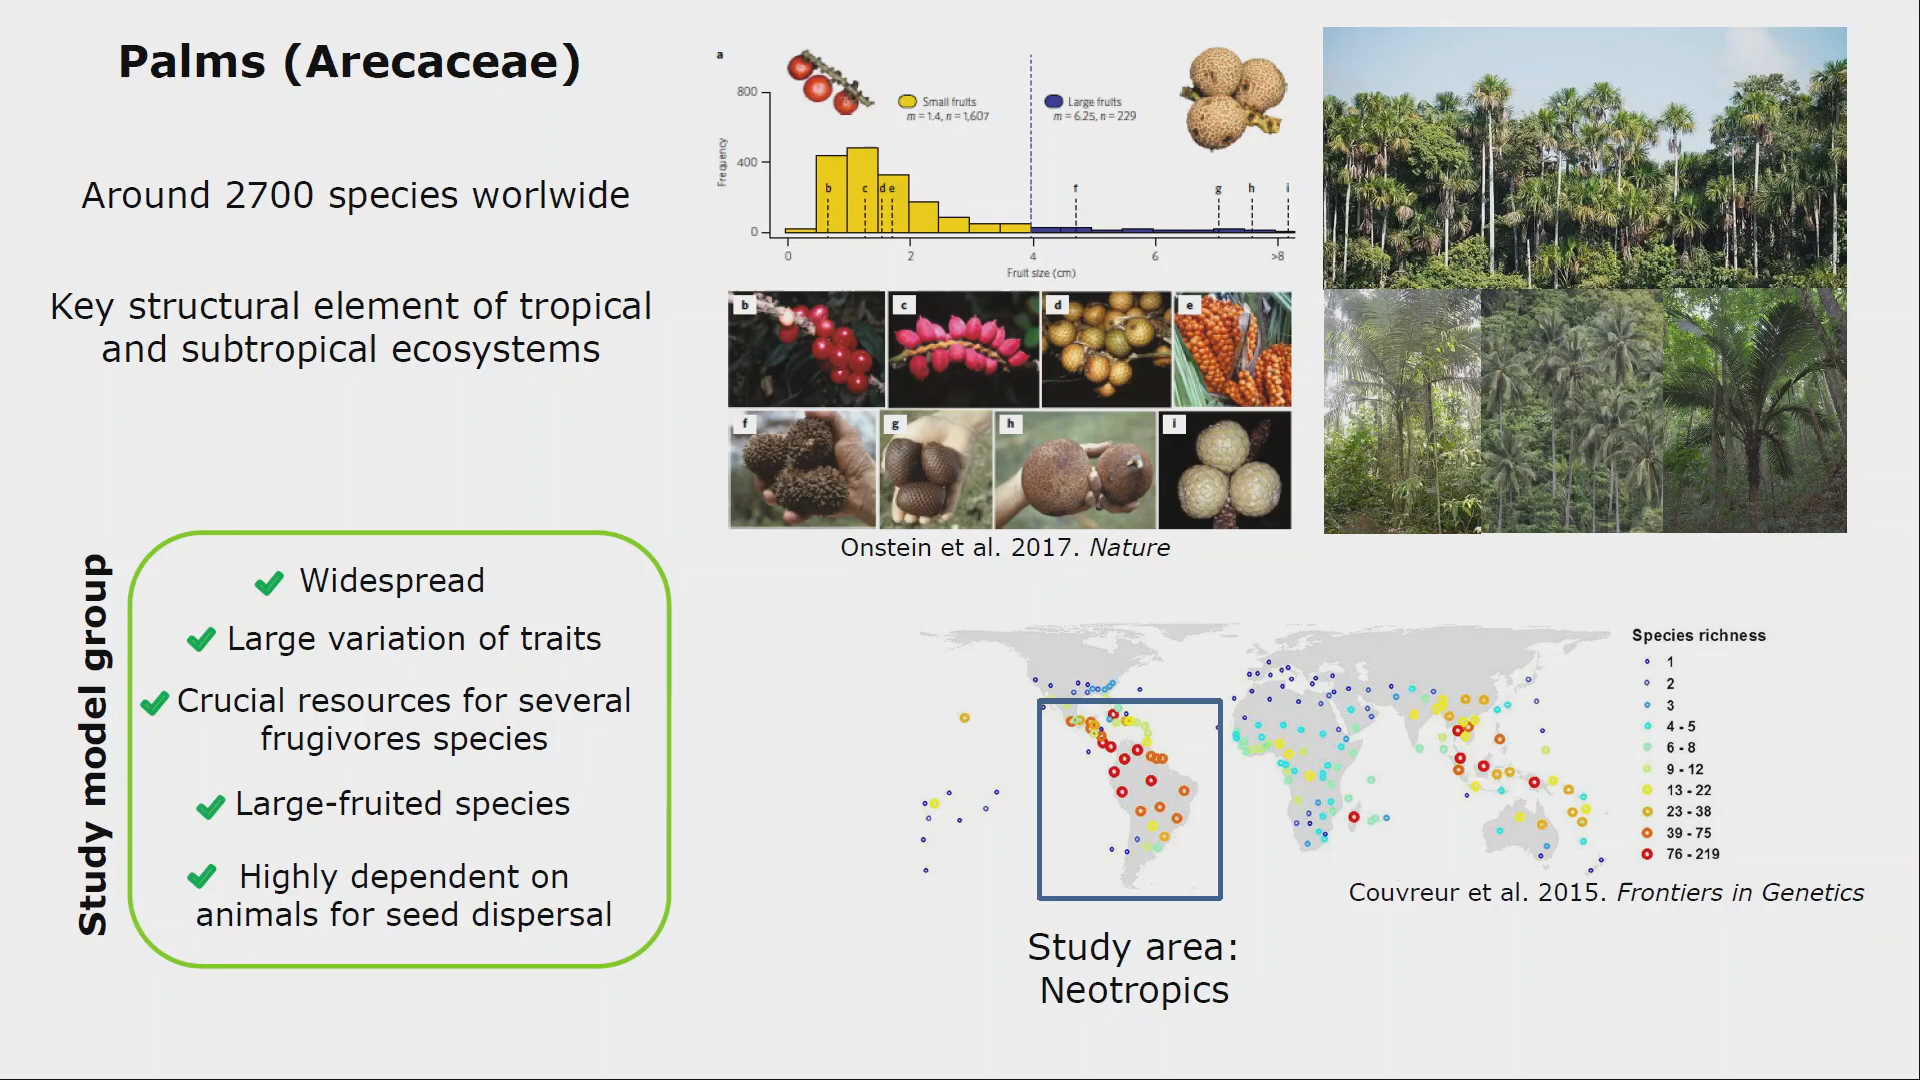 Palms (Arecaceae)
Around 2700 species worlwide
Key structural element of tropical
and subtropical ecosystems
Study model group
Widespread
Large variation of traits
Crucial resources for several
frugivores species
Large-fruited species
Highly dependent on
animals for seed dispersal
a
Frequency
800
400
0
Small fruits
m = 1.4, n = 1,607
Large fruits
m = 6.25, n = 229
b c d e f g h i
0 2 4 6 >8
Fruit size (cm)
b c d e
f g h i
Onstein et al. 2017. Nature
Species richness
1
2
3
4 - 5
6 - 8
9 - 12
13 - 22
23 - 38
39 - 75
76 - 219
Couvreur et al. 2015. Frontiers in Genetics
Study area:
Neotropics